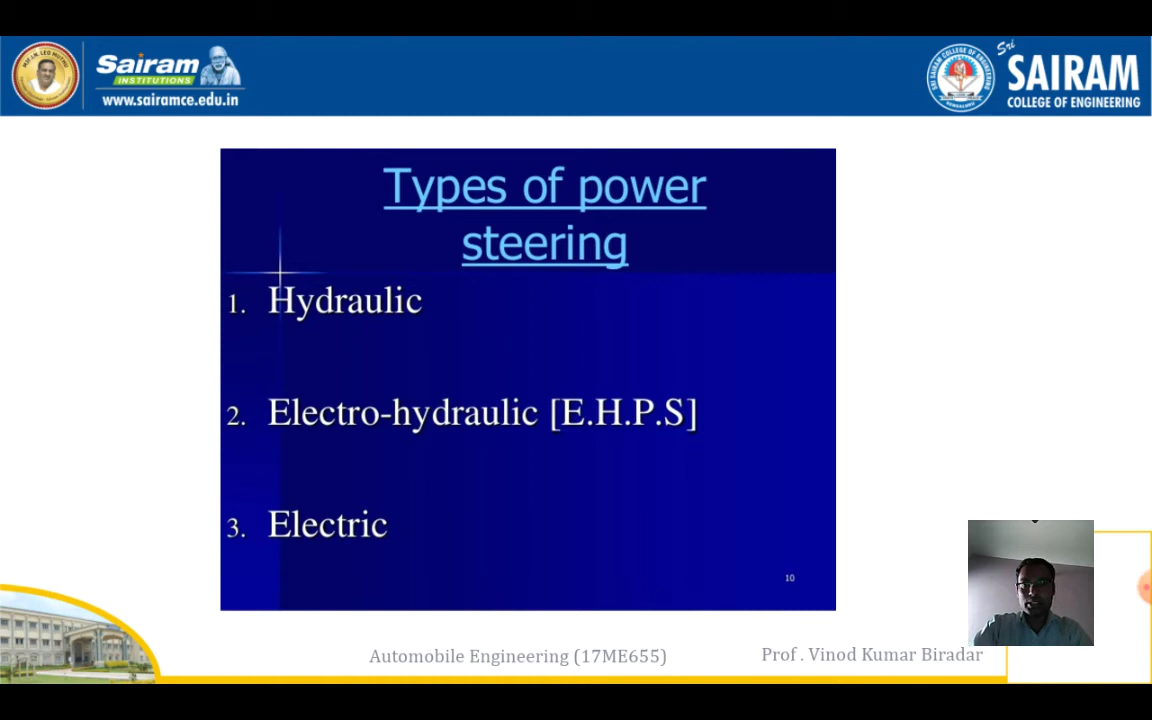 Sairam
INSTITUTIONS
www.sairamce.edu.in
Sri
SAIRAM
COLLEGE OF ENGINEERING
Types of power
steering
1. Hydraulic
2. Electro-hydraulic [E.H.P.S]
3. Electric
10
Automobile Engineering (17ME655)
Prof . Vinod Kumar Biradar